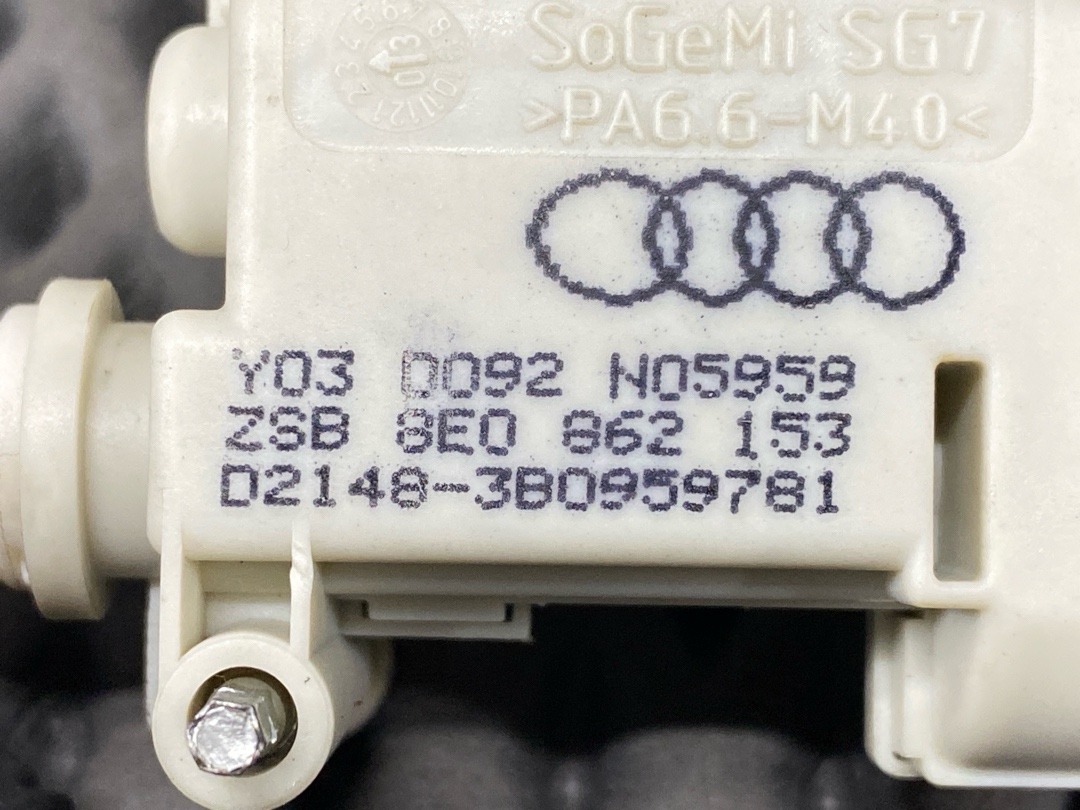 SoGeMi SG7
>PA6.6-M40<
Y03 D092 N05959
ZSB 8E0 862 153
D2148-3B0959781